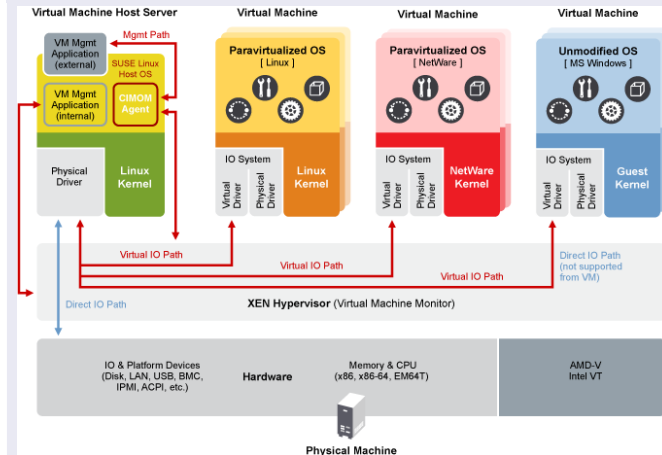 Virtual Machine Host Server
Virtual Machine
Virtual Machine
Virtual Machine
VM Mgmt
Application
(external)
Mgmt Path
SUSE Linux
Host OS
VM Mgmt
Application
(internal)
CIMOM
Agent
Physical
Driver
Linux
Kernel
Paravirtualized OS
[ Linux ]
IO System
Virtual
Driver
Physical
Driver
Linux
Kernel
Paravirtualized OS
[ NetWare ]
IO System
Virtual
Driver
Physical
Driver
NetWare
Kernel
Unmodified OS
[ MS Windows ]
IO System
Virtual
Driver
Physical
Driver
Guest
Kernel
Virtual IO Path
Virtual IO Path
Virtual IO Path
Direct IO Path
(not supported
from VM)
Direct IO Path
XEN Hypervisor (Virtual Machine Monitor)
IO & Platform Devices
(Disk, LAN, USB, BMC,
IPMI, ACPI, etc.)
Hardware
Memory & CPU
(x86, x86-64, EM64T)
AMD-V
Intel VT
Physical Machine